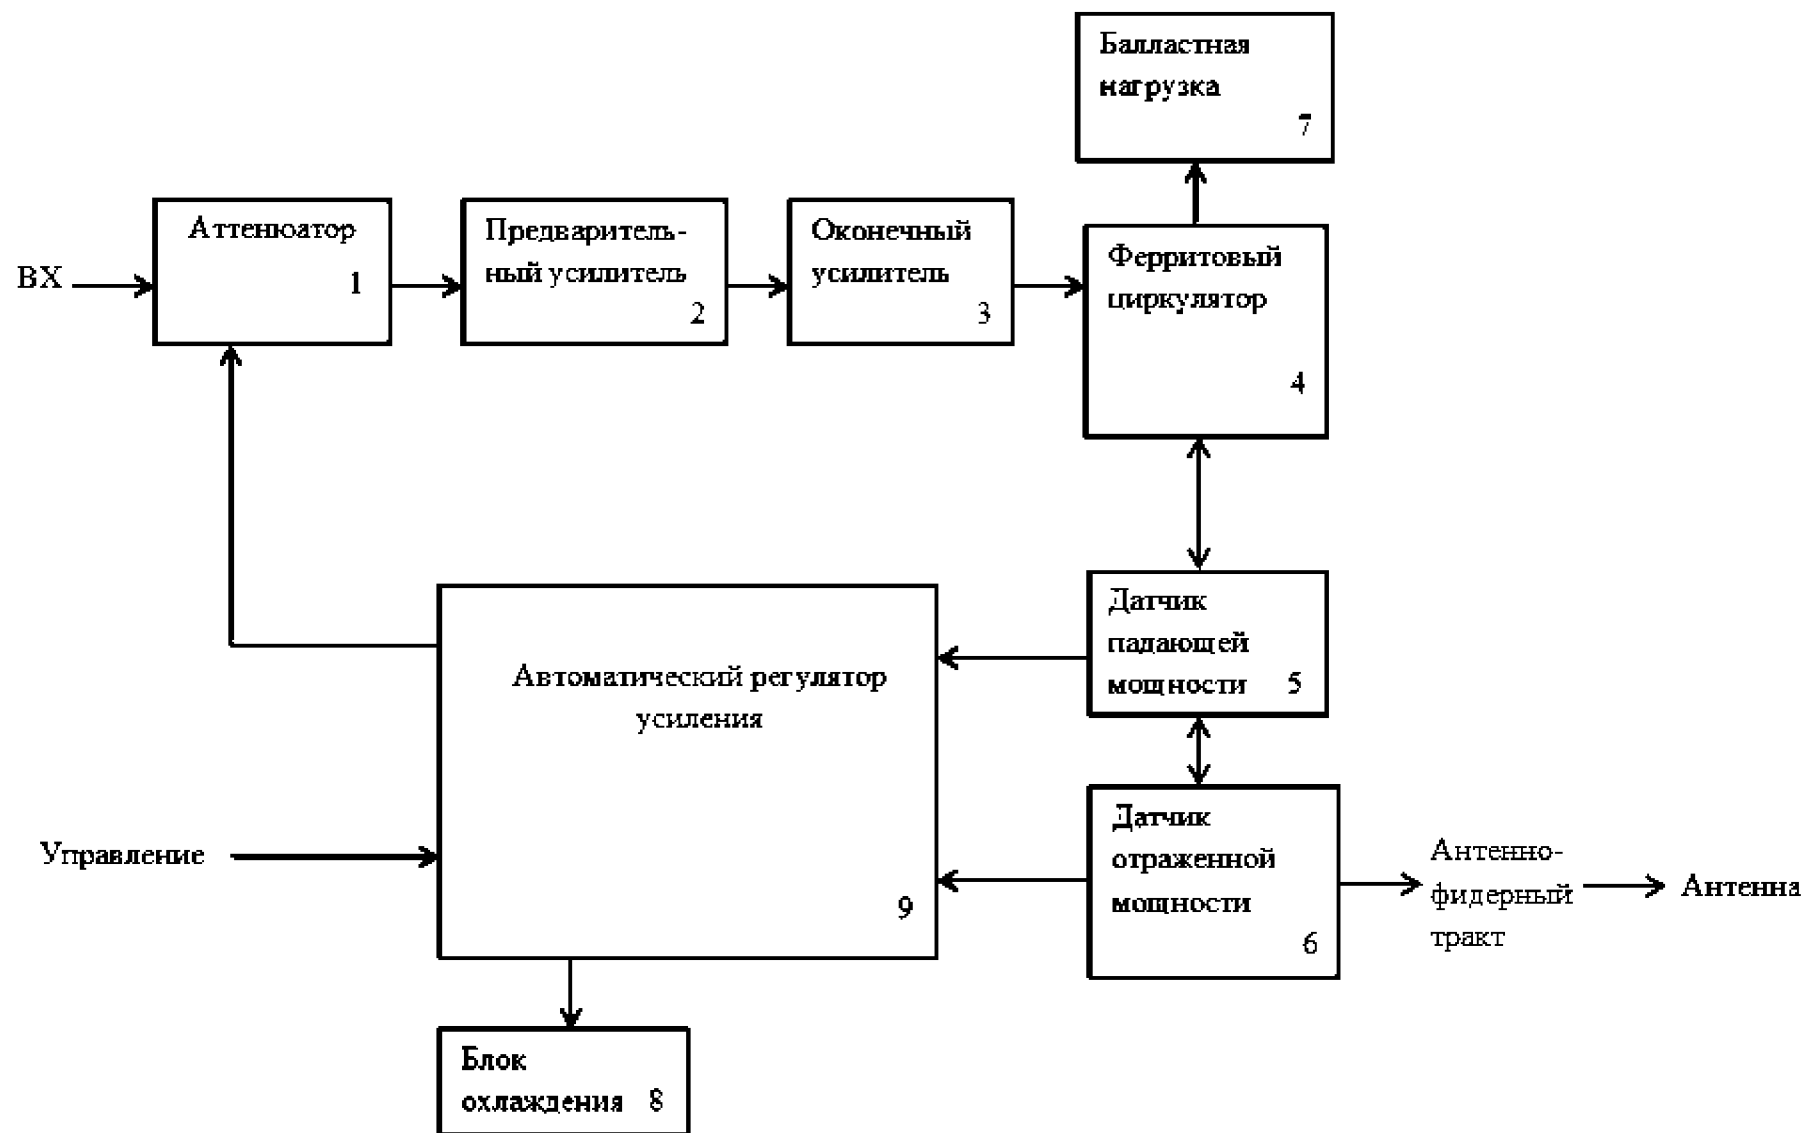 Балластная
нагрузка
7
Аттенюатор
1
Предваритель-
ный усилитель
2
Оконечный
усилитель
3
Ферритовый
циркулятор
4
ВХ
Датчик
падающей
мощности 5
Автоматический регулятор
усиления
9
Управление
Датчик
отраженной
мощности
6
Антенно-
фидерный
тракт
Антенна
Блок
охлаждения 8